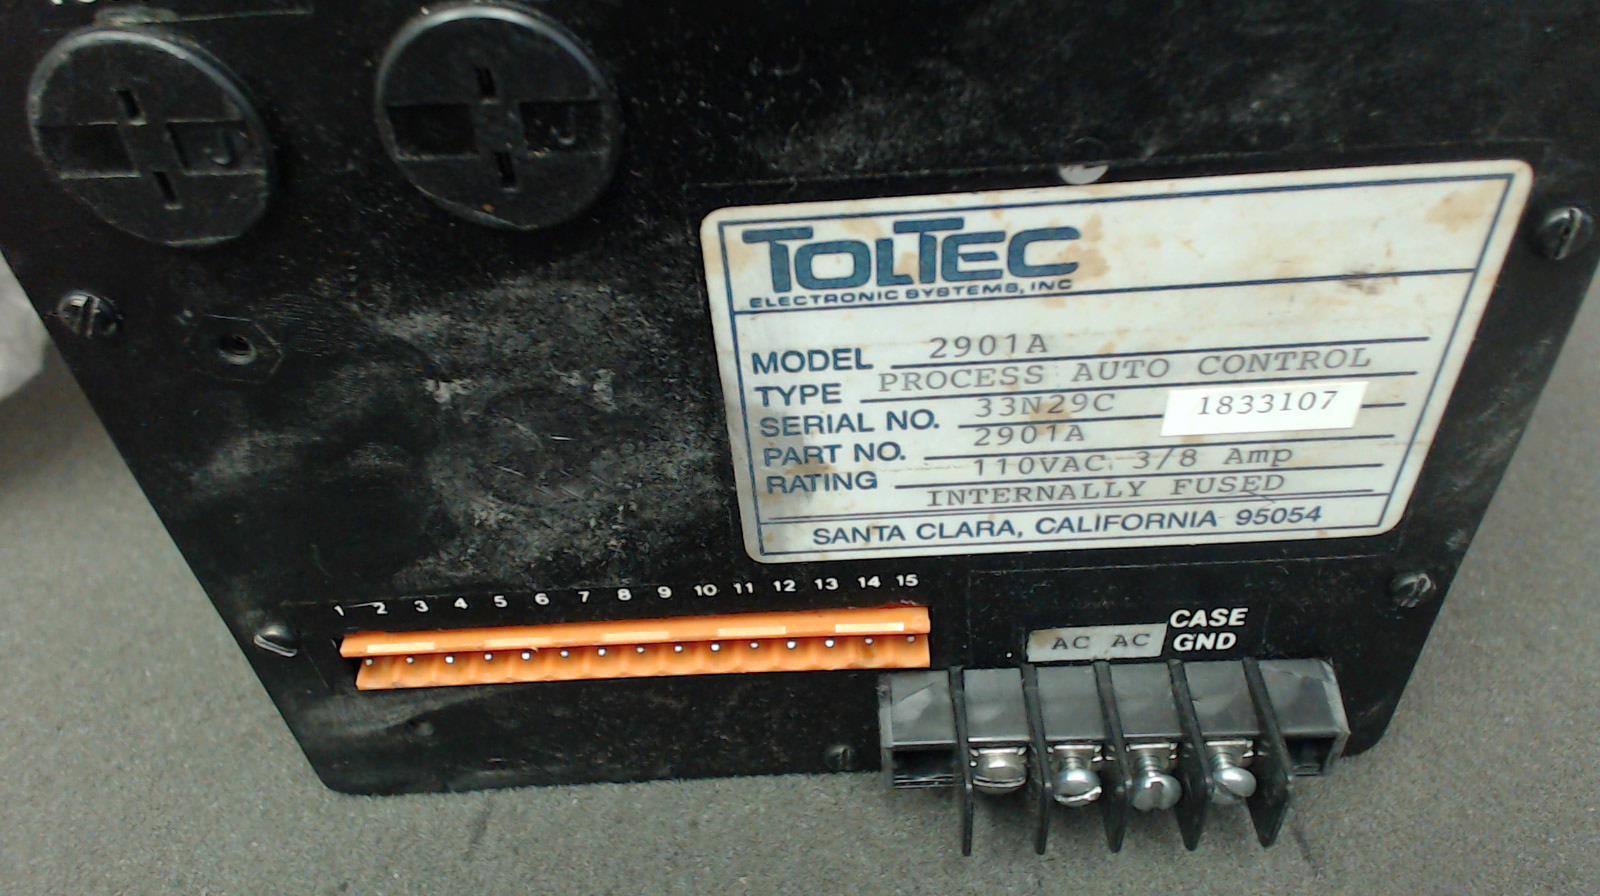 TOLTEC
ELECTRONIC SYSTEMS, INC
MODEL 2901A
TYPE PROCESS AUTO CONTROL
SERIAL NO. 33N29C 1833107
PART NO. 2901A
RATING 110VAC. 3/8 Amp
INTERNALLY FUSED
SANTA CLARA, CALIFORNIA 95054
1 2 3 4 5 6 7 8 9 10 11 12 13 14 15
CASE
AC AC GND